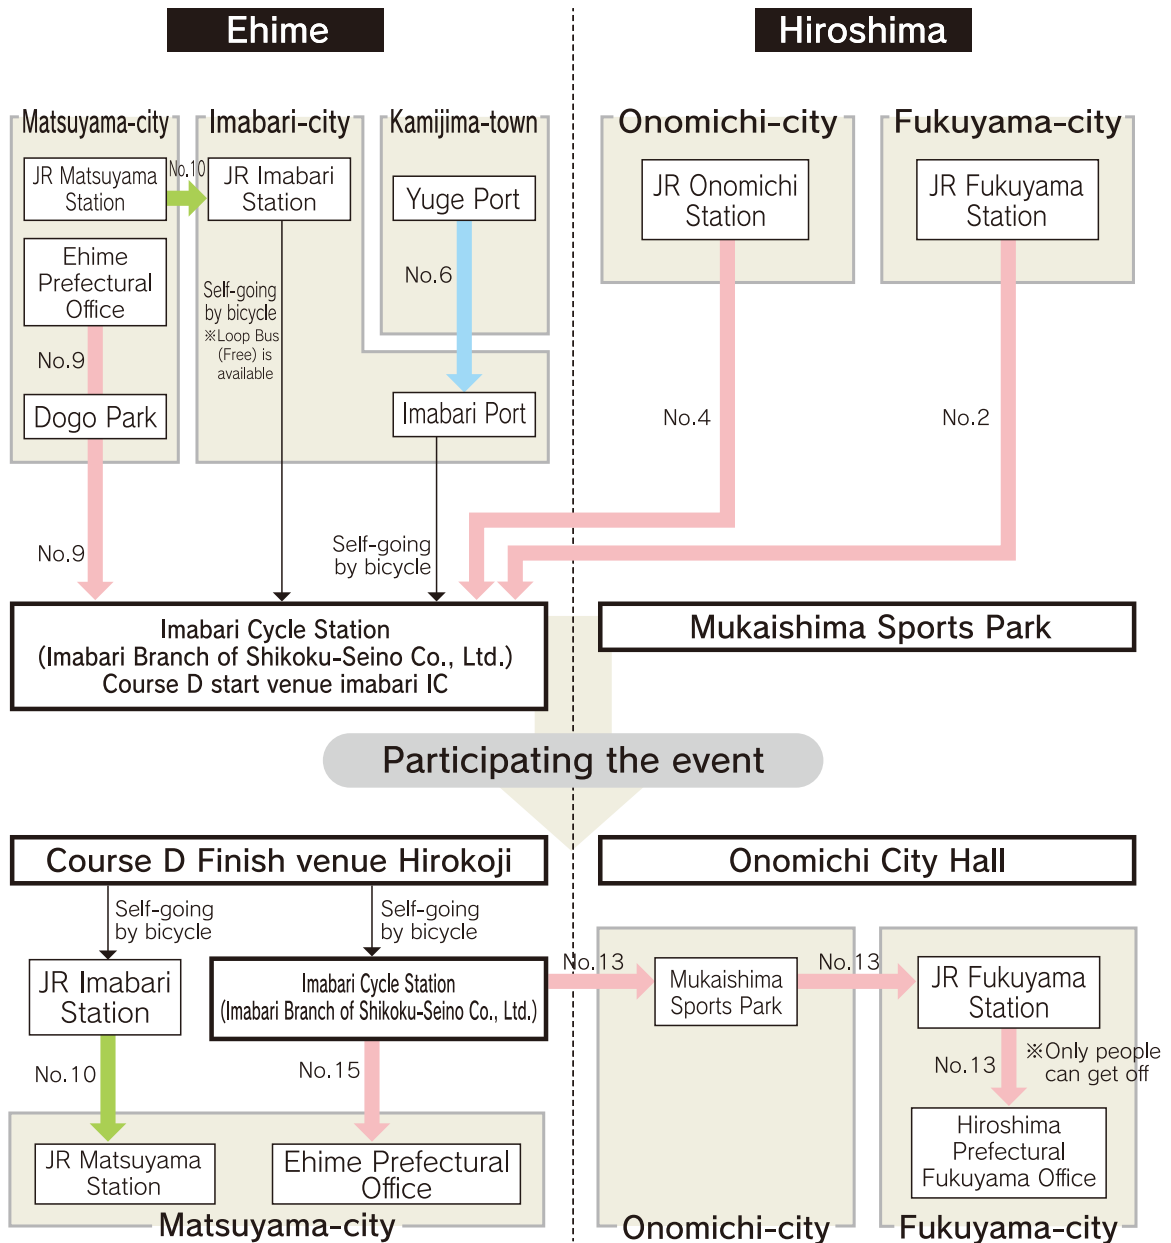 Ehime
Hiroshima
Matsuyama-city
Imabari-city
Kamijima-town
Onomichi-city
Fukuyama-city
JR Matsuyama
Station
No.10
JR Imabari
Station
Yuge Port
JR Onomichi
Station
JR Fukuyama
Station
Ehime
Prefectural
Office
No.6
Self-going
by bicycle
※Loop Bus
(Free) is
available
No.9
Dogo Park
Imabari Port
No.4
No.2
No.9
Self-going
by bicycle
Imabari Cycle Station
(Imabari Branch of Shikoku-Seino Co., Ltd.)
Course D start venue imabari IC
Mukaishima Sports Park
Participating the event
Course D Finish venue Hirokoji
Onomichi City Hall
Self-going
by bicycle
Self-going
by bicycle
JR Imabari
Station
Imabari Cycle Station
(Imabari Branch of Shikoku-Seino Co., Ltd.)
No.13
Mukaishima
Sports Park
No.13
JR Fukuyama
Station
No.10
No.15
No.13
※Only people
can get off
JR Matsuyama
Station
Ehime Prefectural
Office
Hiroshima
Prefectural
Fukuyama Office
Matsuyama-city
Onomichi-city
Fukuyama-city